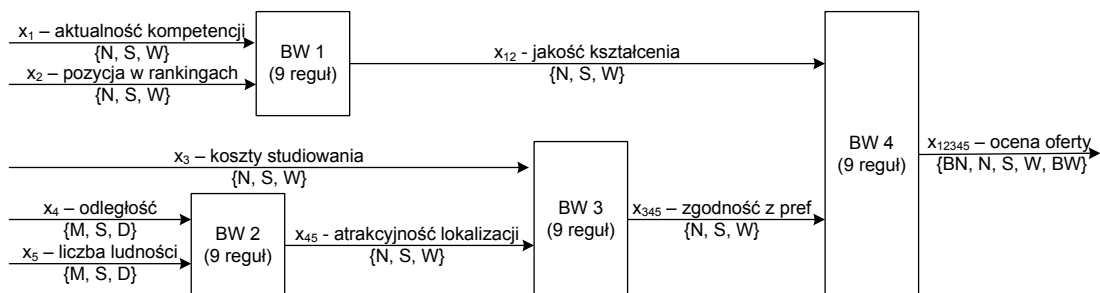 x1 – aktualność kompetencji
{N, S, W}
x2 – pozycja w rankingach
{N, S, W}
BW 1
(9 reguł)
x12 - jakość kształcenia
{N, S, W}
x3 – koszty studiowania
{N, S, W}
x4 – odległość
{M, S, D}
x5 – liczba ludności
{M, S, D}
BW 2
(9 reguł)
x45 - atrakcyjność lokalizacji
{N, S, W}
BW 3
(9 reguł)
x345 – zgodność z pref
{N, S, W}
BW 4
(9 reguł)
x12345 – ocena oferty
{BN, N, S, W, BW}